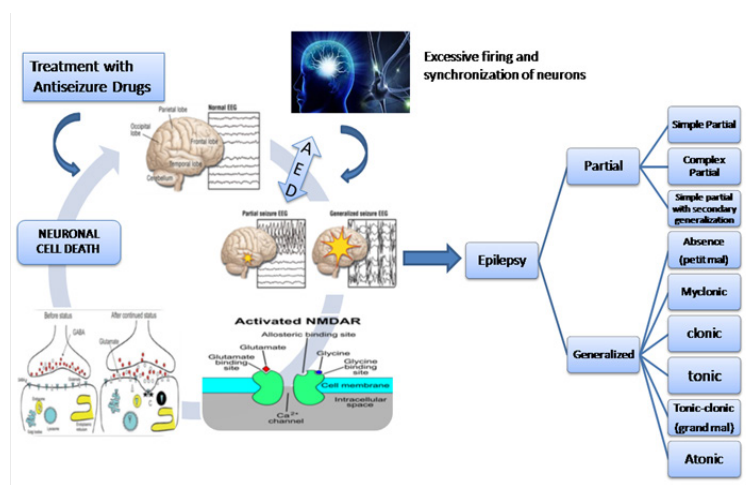 Treatment with
Antiseizure Drugs
Excessive firing and
synchronization of neurons
Parietal lobe
Normal EEG
Occipital
lobe
Frontal lobe
Temporal lobe
Cerebellum
A
E
D
Partial seizure EEG
Generalized seizure EEG
NEURONAL
CELL DEATH
Before status
After continued status
GABA
Glutamate
Activated NMDAR
Allosteric binding site
Glutamate
Glutamate
binding
site
Glycine
Glycine
binding
site
Cell membrane
Intracellular
space
Ca2+
channel
Epilepsy
Partial
Simple Partial
Complex
Partial
Simple partial
with secondary
generalization
Generalized
Absence
(petit mal)
Myclonic
clonic
tonic
Tonic-clonic
(grand mal)
Atonic